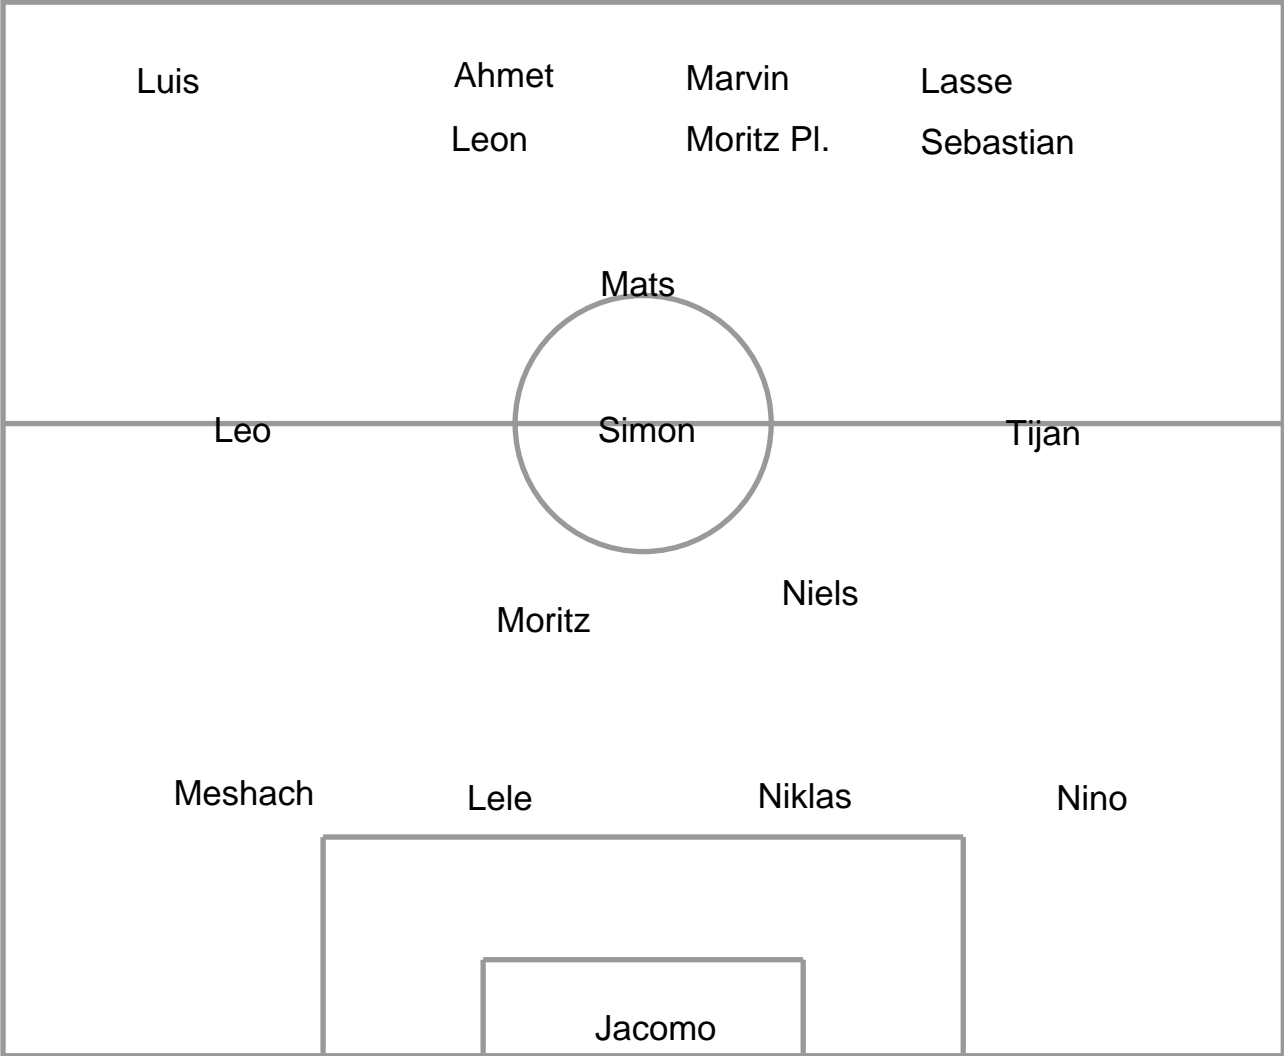 Luis Ahmet Marvin Lasse
Leon Moritz Pl. Sebastian
Mats
Leo Simon Tijan
Niels
Moritz
Meshach Lele Niklas Nino
Jacomo